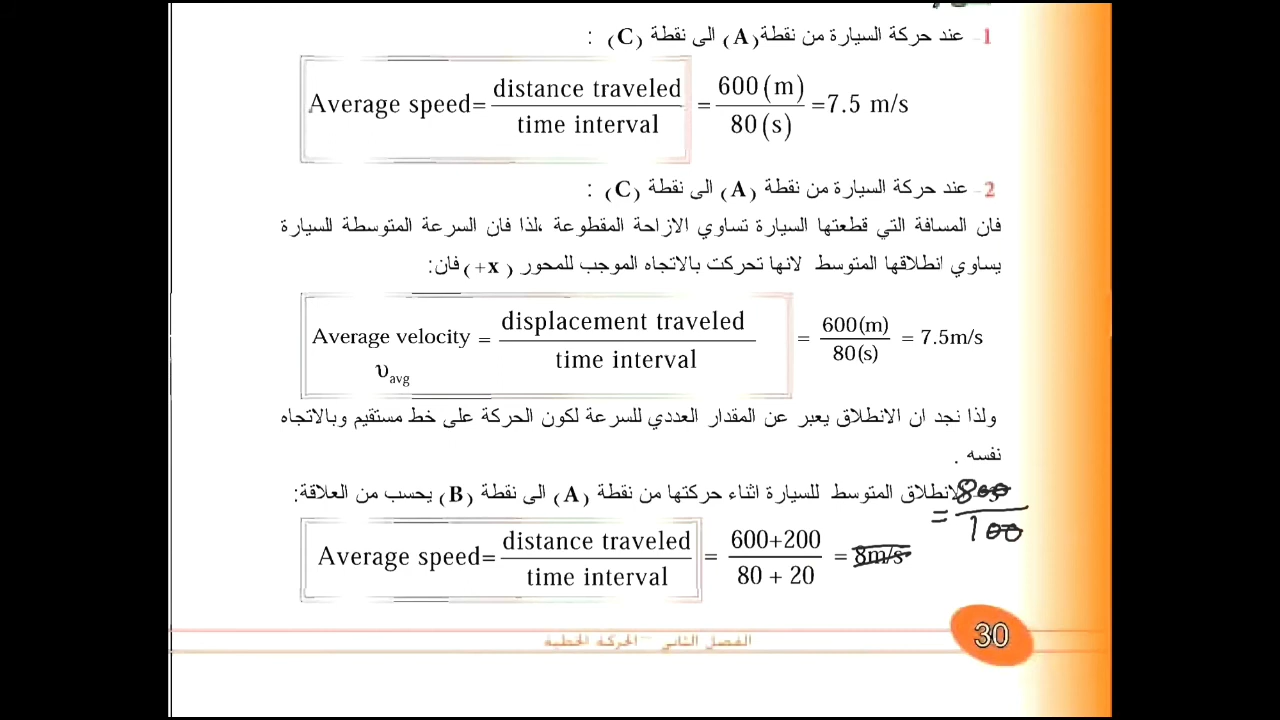 1- عند حركة السيارة من نقطة (A) الى نقطة (C) :
Average speed= distance traveled / time interval = 600(m) / 80(s) =7.5 m/s
2- عند حركة السيارة من نقطة (A) الى نقطة (C) :
فان المسافة التي قطعتها السيارة تساوي الازاحة المقطوعة ،لذا فان السرعة المتوسطة للسيارة
يساوي انطلاقها المتوسط لانها تحركت بالاتجاه الموجب للمحور (+x) فان:
Average velocity = displacement traveled / time interval = 600(m) / 80(s) = 7.5m/s
υavg
ولذا نجد ان الانطلاق يعبر عن المقدار العددي للسرعة لكون الحركة على خط مستقيم وبالاتجاه
نفسه .
الانطلاق المتوسط للسيارة اثناء حركتها من نقطة (A) الى نقطة (B) يحسب من العلاقة:
= 800 / 100
Average speed= distance traveled / time interval = 600+200 / 80 + 20 = 8m/s
الفصل الثاني - الحركة الخطية
30